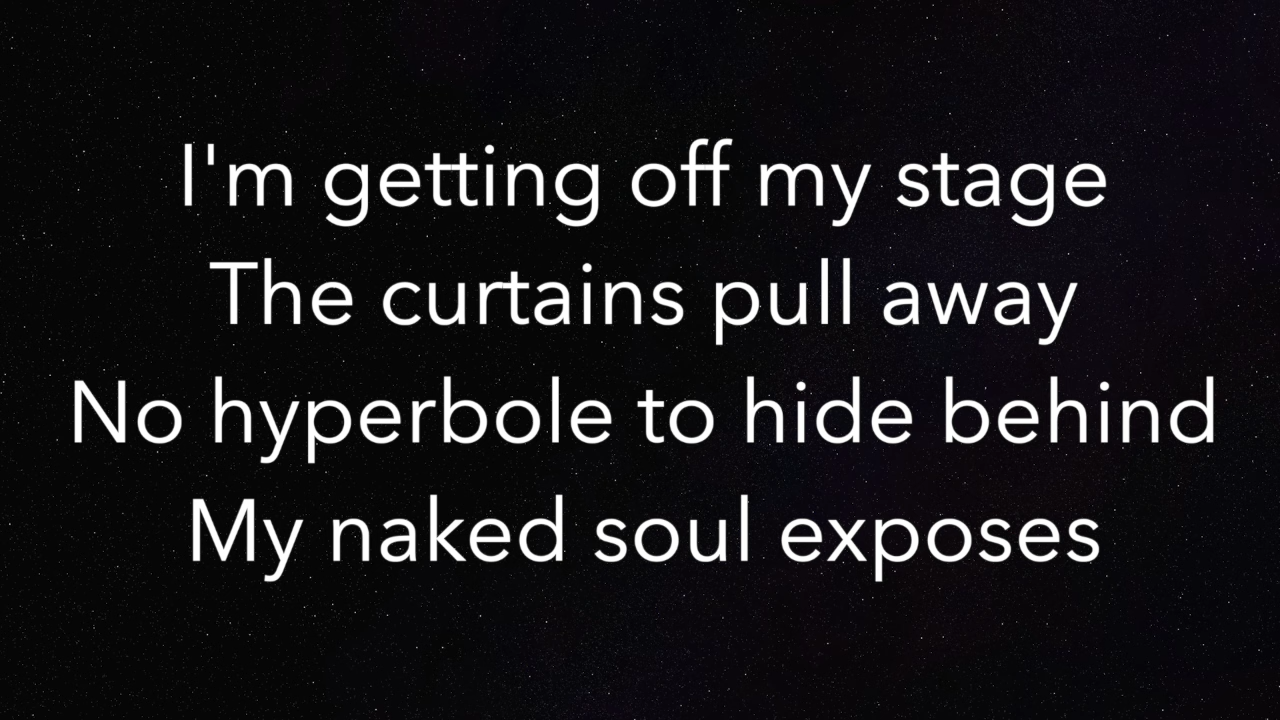 I'm getting off my stage
The curtains pull away
No hyperbole to hide behind
My naked soul exposes